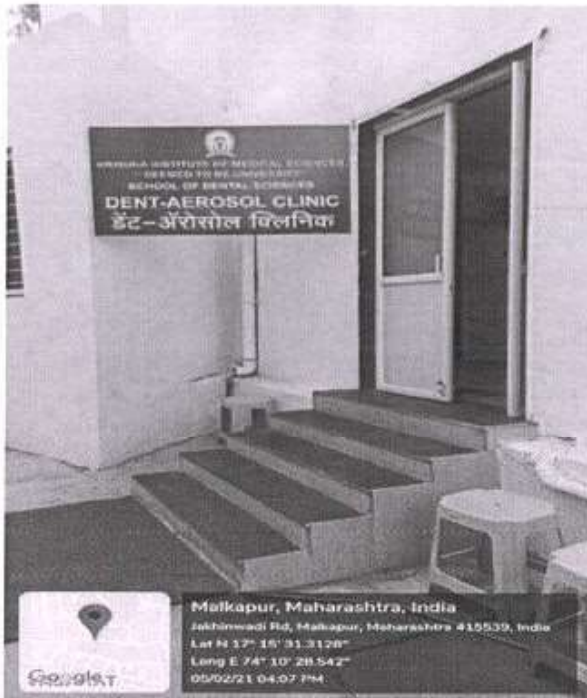 KRISHNA INSTITUTE OF MEDICAL SCIENCES
"DEEMED TO BE UNIVERSITY"
SCHOOL OF DENTAL SCIENCES
DENT-AEROSOL CLINIC
डेंट-ॲरोसोल क्लिनिक
Malkapur, Maharashtra, India
Jakhinwadi Rd, Malkapur, Maharashtra 415539, India
Lat N 17° 15' 31.3128"
Long E 74° 10' 28.542"
05/02/21 04:07 PM
Google